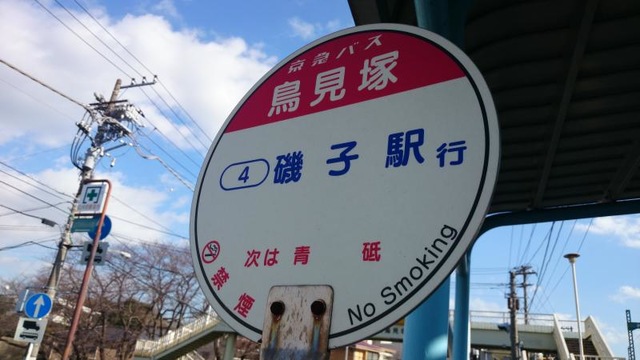 京急バス
鳥見塚
4 磯子駅行
次は青砥
禁煙
No Smoking